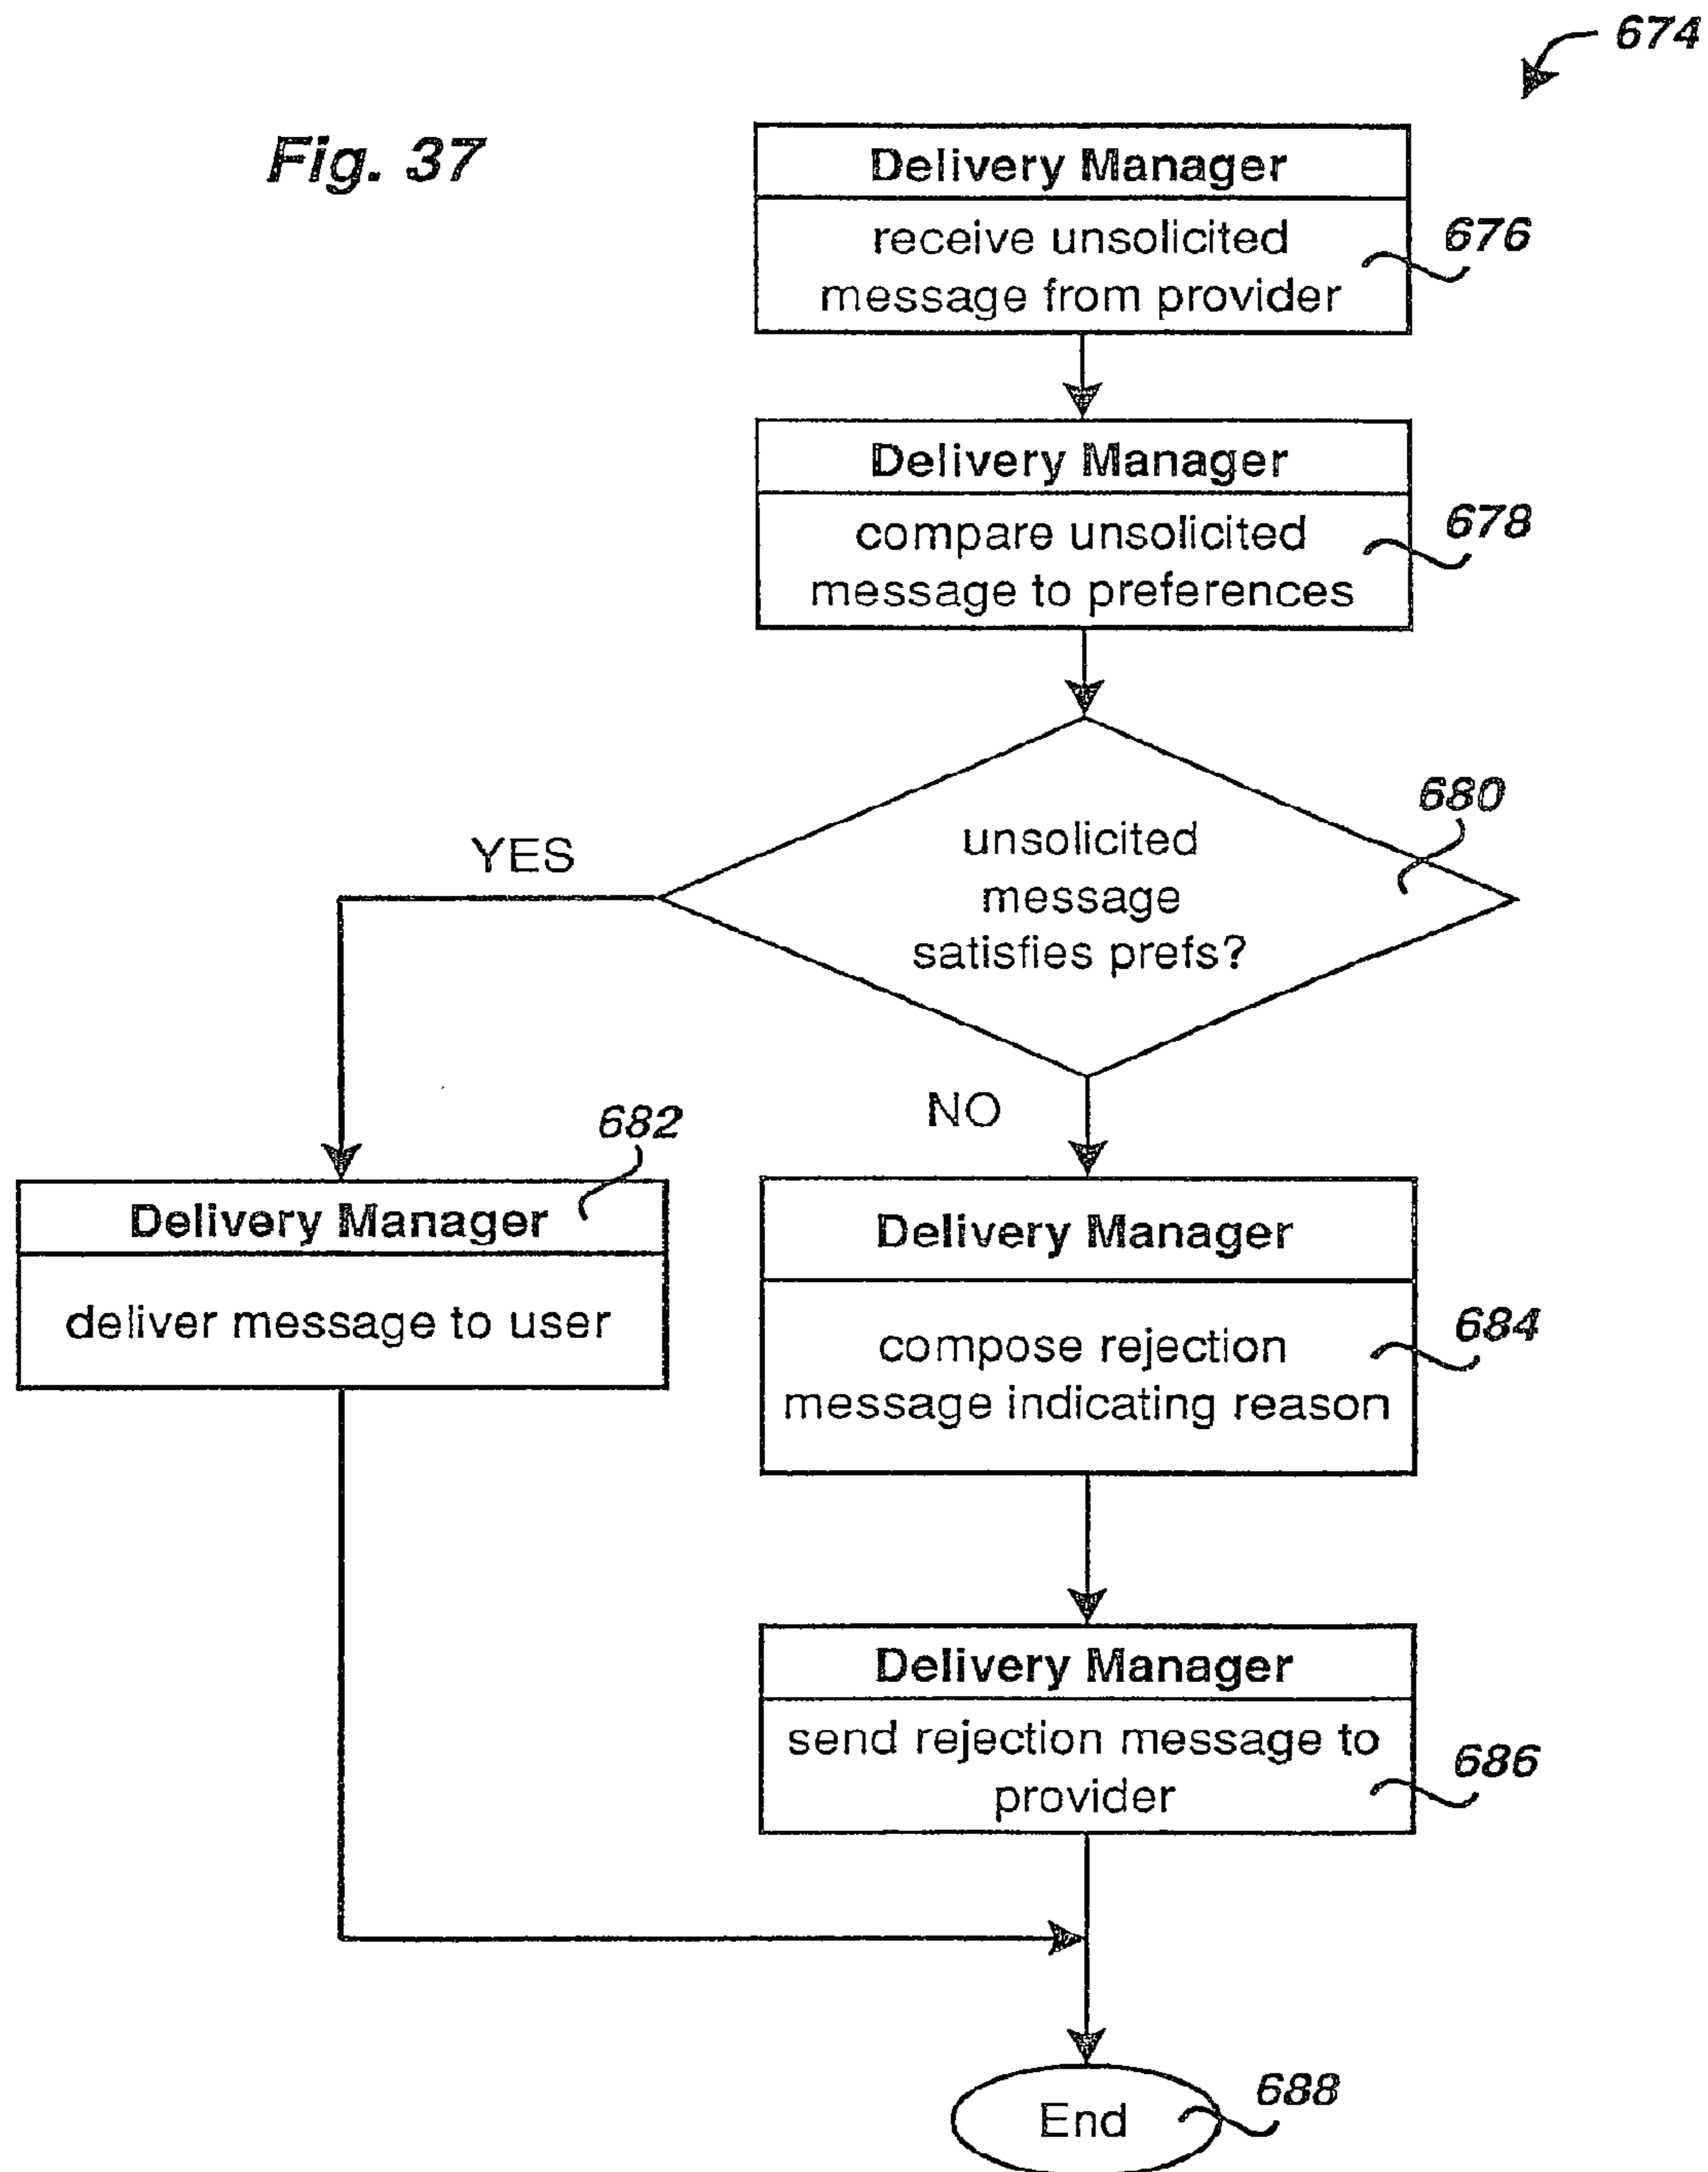 674
Fig. 37
Delivery Manager
receive unsolicited
message from provider
676
Delivery Manager
compare unsolicited
message to preferences
678
680
unsolicited
message
satisfies prefs?
YES
NO
682
Delivery Manager
deliver message to user
Delivery Manager
compose rejection
message indicating reason
684
Delivery Manager
send rejection message to
provider
686
End
688